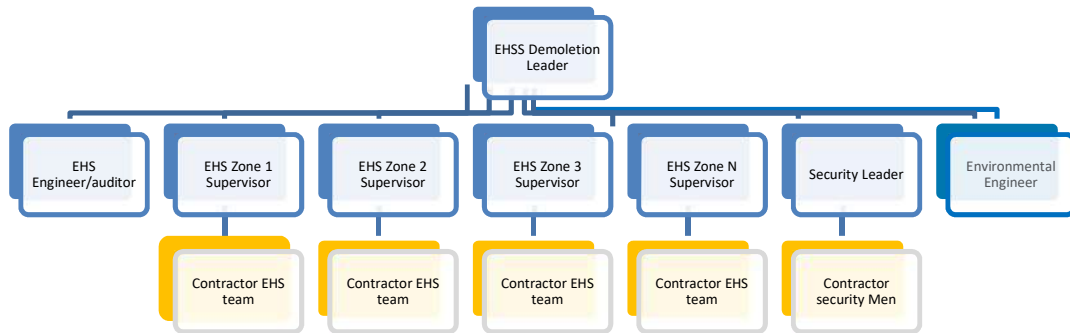 EHSS Demoletion
Leader
EHS
Engineer/auditor
EHS Zone 1
Supervisor
EHS Zone 2
Supervisor
EHS Zone 3
Supervisor
EHS Zone N
Supervisor
Security Leader
Environmental
Engineer
Contractor EHS
team
Contractor EHS
team
Contractor EHS
team
Contractor EHS
team
Contractor
security Men